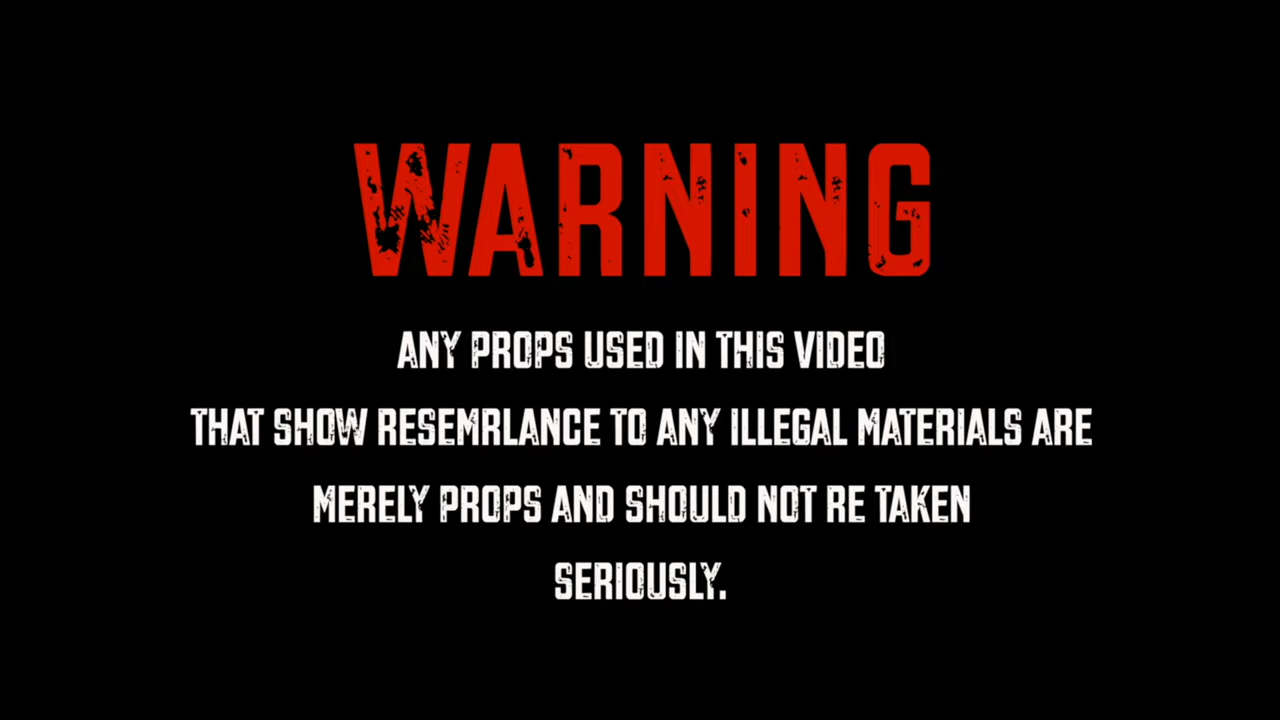 WARNING
ANY PROPS USED IN THIS VIDEO
THAT SHOW RESEMRLANCE TO ANY ILLEGAL MATERIALS ARE
MERELY PROPS AND SHOULD NOT RE TAKEN
SERIOUSLY.